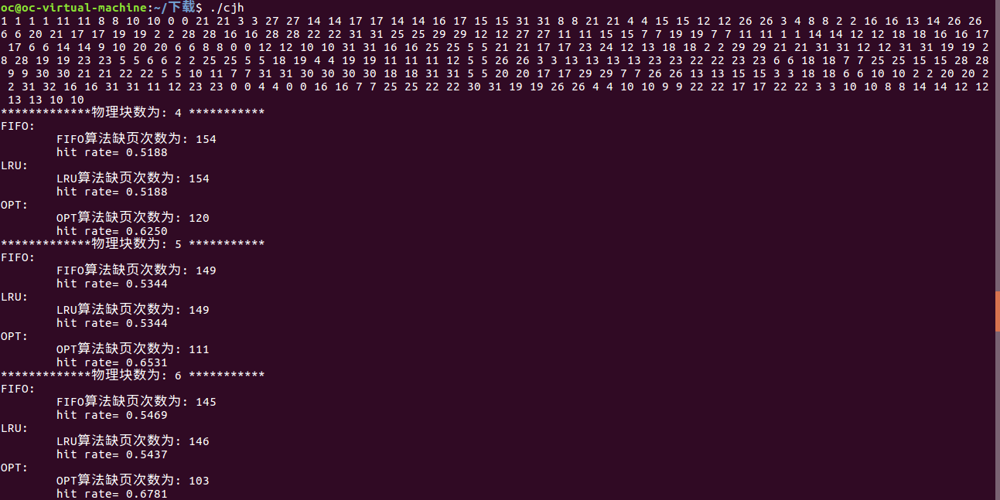 oc@oc-virtual-machine:~/下载$ ./cjh
1 1 1 1 11 11 8 8 10 10 0 0 21 21 3 3 27 27 14 14 17 17 14 14 16 17 15 15 31 31 8 8 21 21 4 4 15 15 12 12 26 26 3 4 8 8 2 2 16 16 13 14 26 26
6 6 20 21 17 17 19 19 2 2 28 28 16 16 28 28 22 22 31 31 25 25 29 29 12 12 27 27 11 11 15 15 7 7 19 19 7 7 11 11 1 1 14 14 12 12 18 18 16 16 17
17 6 6 14 14 9 10 20 20 6 6 8 8 0 0 12 12 10 10 31 31 16 16 25 25 5 5 21 21 17 17 23 24 12 13 18 18 2 2 29 29 21 21 31 31 12 12 31 31 19 19 2
8 28 19 19 23 23 5 5 6 6 2 2 25 25 5 5 18 19 4 4 19 19 11 11 11 12 5 5 26 26 3 3 13 13 13 13 23 23 22 22 23 23 6 6 18 18 7 7 25 25 15 15 28 28
9 9 30 30 21 21 22 22 5 5 10 11 7 7 31 31 30 30 30 30 18 18 31 31 5 5 20 20 17 17 29 29 7 7 26 26 13 13 15 15 3 3 18 18 6 6 10 10 2 2 20 20 2
2 31 32 16 16 31 31 11 12 23 23 0 0 4 4 0 0 16 16 7 7 25 25 22 22 30 31 19 19 26 26 4 4 10 10 9 9 22 22 17 17 22 22 3 3 10 10 8 8 14 14 12 12
13 13 10 10
*************物理块数为: 4 ***********
FIFO:
FIFO算法缺页次数为: 154
hit rate= 0.5188
LRU:
LRU算法缺页次数为: 154
hit rate= 0.5188
OPT:
OPT算法缺页次数为: 120
hit rate= 0.6250
*************物理块数为: 5 ***********
FIFO:
FIFO算法缺页次数为: 149
hit rate= 0.5344
LRU:
LRU算法缺页次数为: 149
hit rate= 0.5344
OPT:
OPT算法缺页次数为: 111
hit rate= 0.6531
*************物理块数为: 6 ***********
FIFO:
FIFO算法缺页次数为: 145
hit rate= 0.5469
LRU:
LRU算法缺页次数为: 146
hit rate= 0.5437
OPT:
OPT算法缺页次数为: 103
hit rate= 0.6781